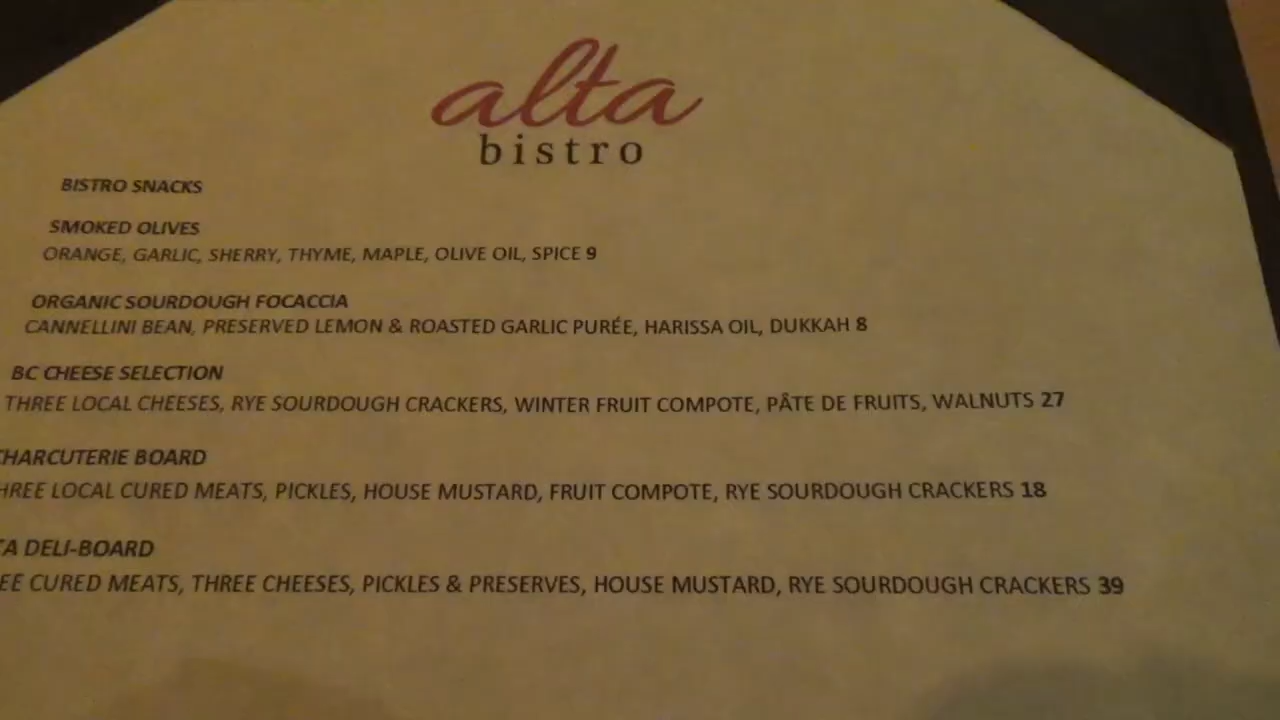 alta
bistro
BISTRO SNACKS
SMOKED OLIVES
ORANGE, GARLIC, SHERRY, THYME, MAPLE, OLIVE OIL, SPICE 9
ORGANIC SOURDOUGH FOCACCIA
CANNELLINI BEAN, PRESERVED LEMON & ROASTED GARLIC PURÉE, HARISSA OIL, DUKKAH 8
BC CHEESE SELECTION
THREE LOCAL CHEESES, RYE SOURDOUGH CRACKERS, WINTER FRUIT COMPOTE, PÂTE DE FRUITS, WALNUTS 27
HARCUTERIE BOARD
HREE LOCAL CURED MEATS, PICKLES, HOUSE MUSTARD, FRUIT COMPOTE, RYE SOURDOUGH CRACKERS 18
TA DELI-BOARD
EE CURED MEATS, THREE CHEESES, PICKLES & PRESERVES, HOUSE MUSTARD, RYE SOURDOUGH CRACKERS 39